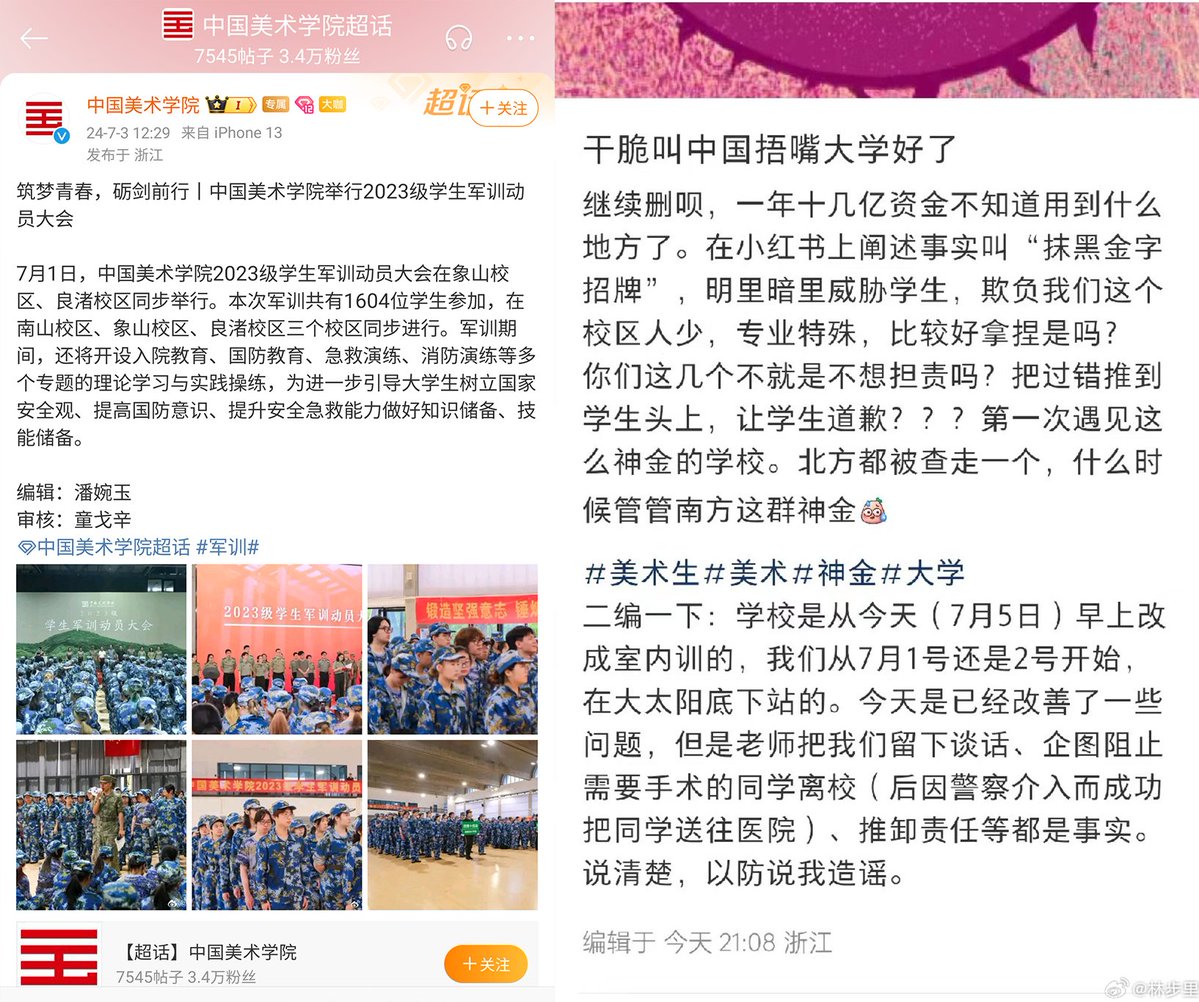 中国美术学院超话
7545帖子 3.4万粉丝
中国美术学院 I 专属 12 大咖
超话
+关注
24-7-3 12:29 来自 iPhone 13
发布于 浙江
筑梦青春，砺剑前行丨中国美术学院举行2023级学生军训动
员大会
7月1日，中国美术学院2023级学生军训动员大会在象山校
区、良渚校区同步举行。本次军训共有1604位学生参加，在
南山校区、象山校区、良渚校区三个校区同步进行。军训期
间，还将开设入院教育、国防教育、急救演练、消防演练等多
个专题的理论学习与实践操练，为进一步引导大学生树立国家
安全观、提高国防意识、提升安全急救能力做好知识储备、技
能储备。
编辑：潘婉玉
审核：童戈辛
中国美术学院超话 #军训#
2023级
学生军训动员大会
2023级学生军训动员大
锻造坚强意志 锤炼
中国美术学院2023级学生军训动员
【超话】中国美术学院
7545帖子 3.4万粉丝
+关注
干脆叫中国捂嘴大学好了
继续删呗，一年十几亿资金不知道用到什么
地方了。在小红书上阐述事实叫“抹黑金字
招牌”，明里暗里威胁学生，欺负我们这个
校区人少，专业特殊，比较好拿捏是吗？
你们这几个不就是不想担责吗？把过错推到
学生头上，让学生道歉？？？第一次遇见这
么神金的学校。北方都被查走一个，什么时
候管管南方这群神金
#美术生#美术#神金#大学
二编一下：学校是从今天（7月5日）早上改
成室内训的，我们从7月1号还是2号开始，
在大太阳底下站的。今天是已经改善了一些
问题，但是老师把我们留下谈话、企图阻止
需要手术的同学离校（后因警察介入而成功
把同学送往医院）、推卸责任等都是事实。
说清楚，以防说我造谣。
编辑于 今天 21:08 浙江
@林步里